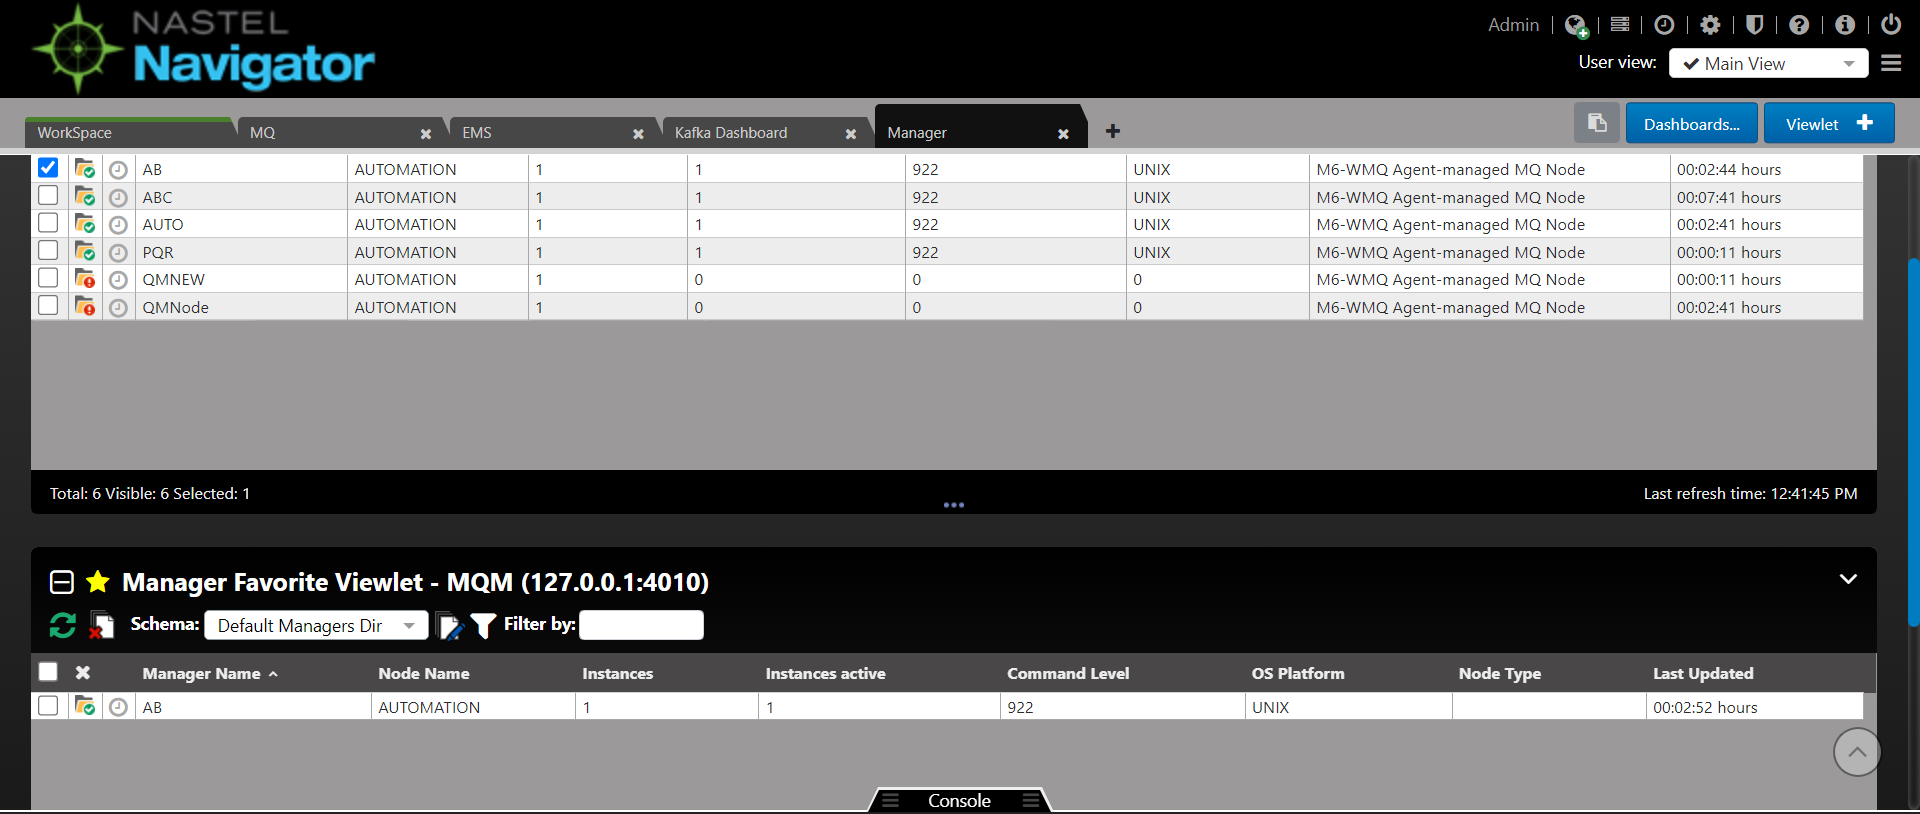 NASTEL
Navigator
Admin
User view: Main View
WorkSpace MQ EMS Kafka Dashboard Manager Dashboards... Viewlet
AB AUTOMATION 1 1 922 UNIX M6-WMQ Agent-managed MQ Node 00:02:44 hours
ABC AUTOMATION 1 1 922 UNIX M6-WMQ Agent-managed MQ Node 00:07:41 hours
AUTO AUTOMATION 1 1 922 UNIX M6-WMQ Agent-managed MQ Node 00:02:41 hours
PQR AUTOMATION 1 1 922 UNIX M6-WMQ Agent-managed MQ Node 00:00:11 hours
QMNEW AUTOMATION 1 0 0 0 M6-WMQ Agent-managed MQ Node 00:00:11 hours
QMNode AUTOMATION 1 0 0 0 M6-WMQ Agent-managed MQ Node 00:02:41 hours
Total: 6 Visible: 6 Selected: 1 Last refresh time: 12:41:45 PM
Manager Favorite Viewlet - MQM (127.0.0.1:4010)
Schema: Default Managers Dir Filter by:
Manager Name Node Name Instances Instances active Command Level OS Platform Node Type Last Updated
AB AUTOMATION 1 1 922 UNIX 00:02:52 hours
Console